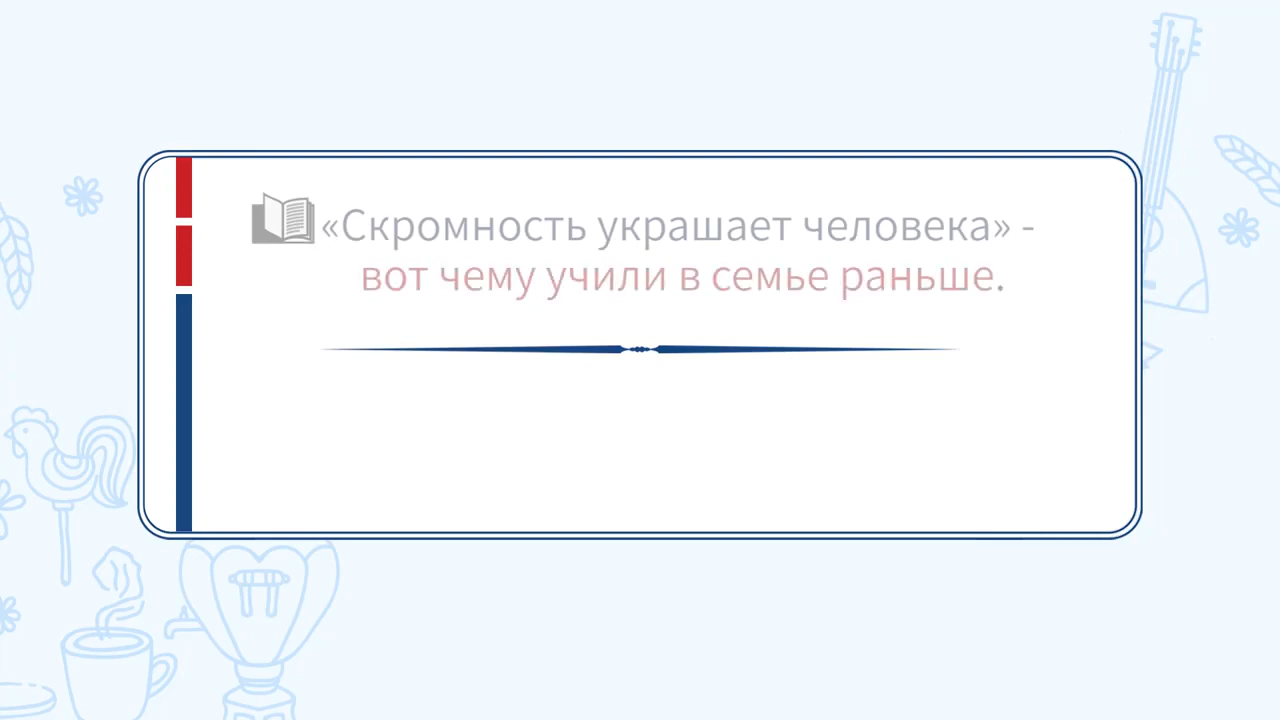 «Скромность украшает человека» -
вот чему учили в семье раньше.